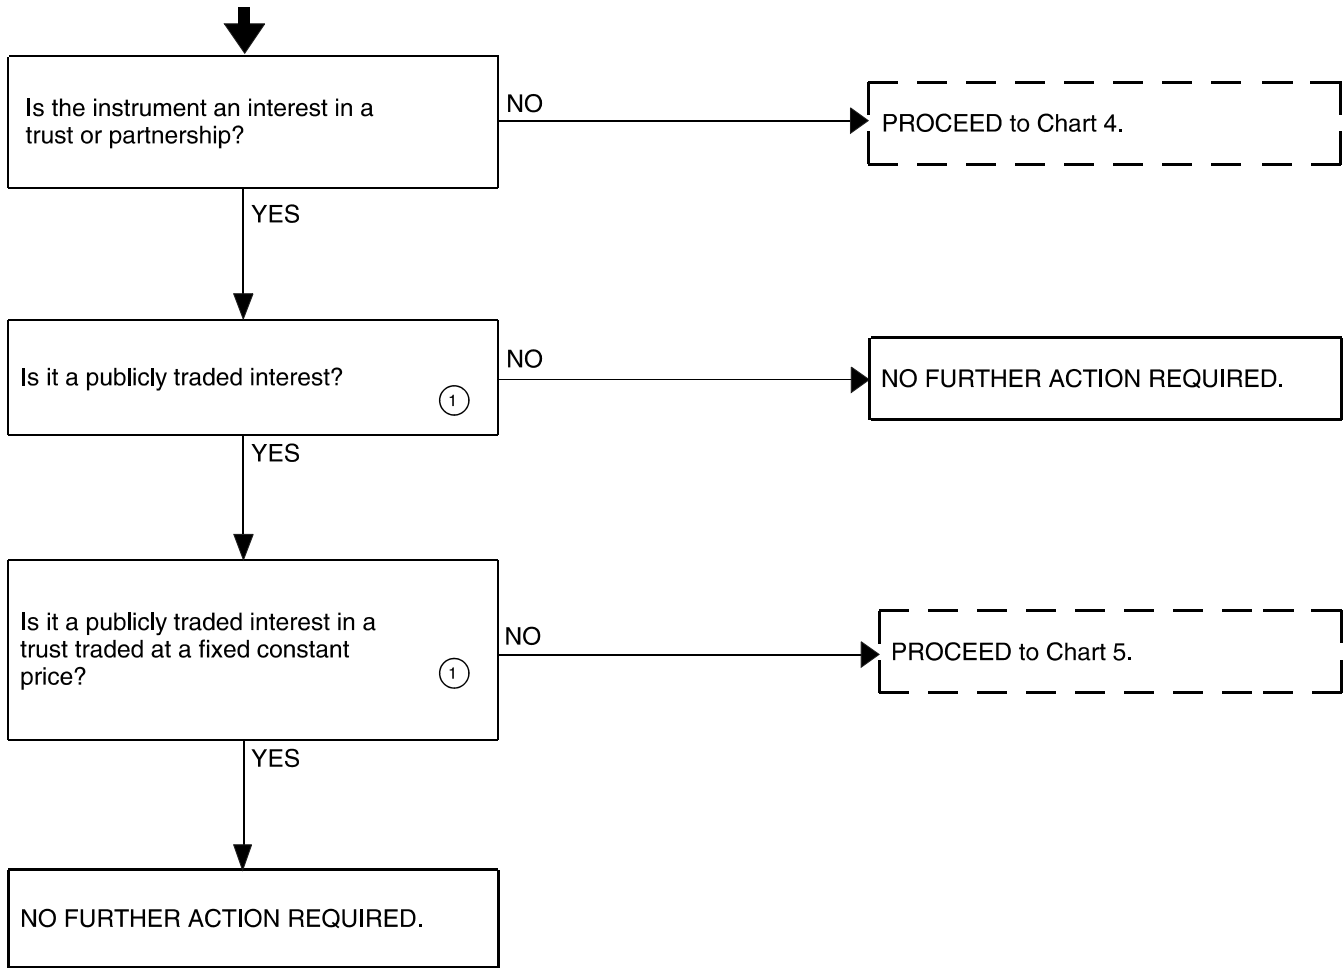 Is the instrument an interest in a
trust or partnership?
NO
PROCEED to Chart 4.
YES
Is it a publicly traded interest?
1
NO
NO FURTHER ACTION REQUIRED.
YES
Is it a publicly traded interest in a
trust traded at a fixed constant
price?
1
NO
PROCEED to Chart 5.
YES
NO FURTHER ACTION REQUIRED.